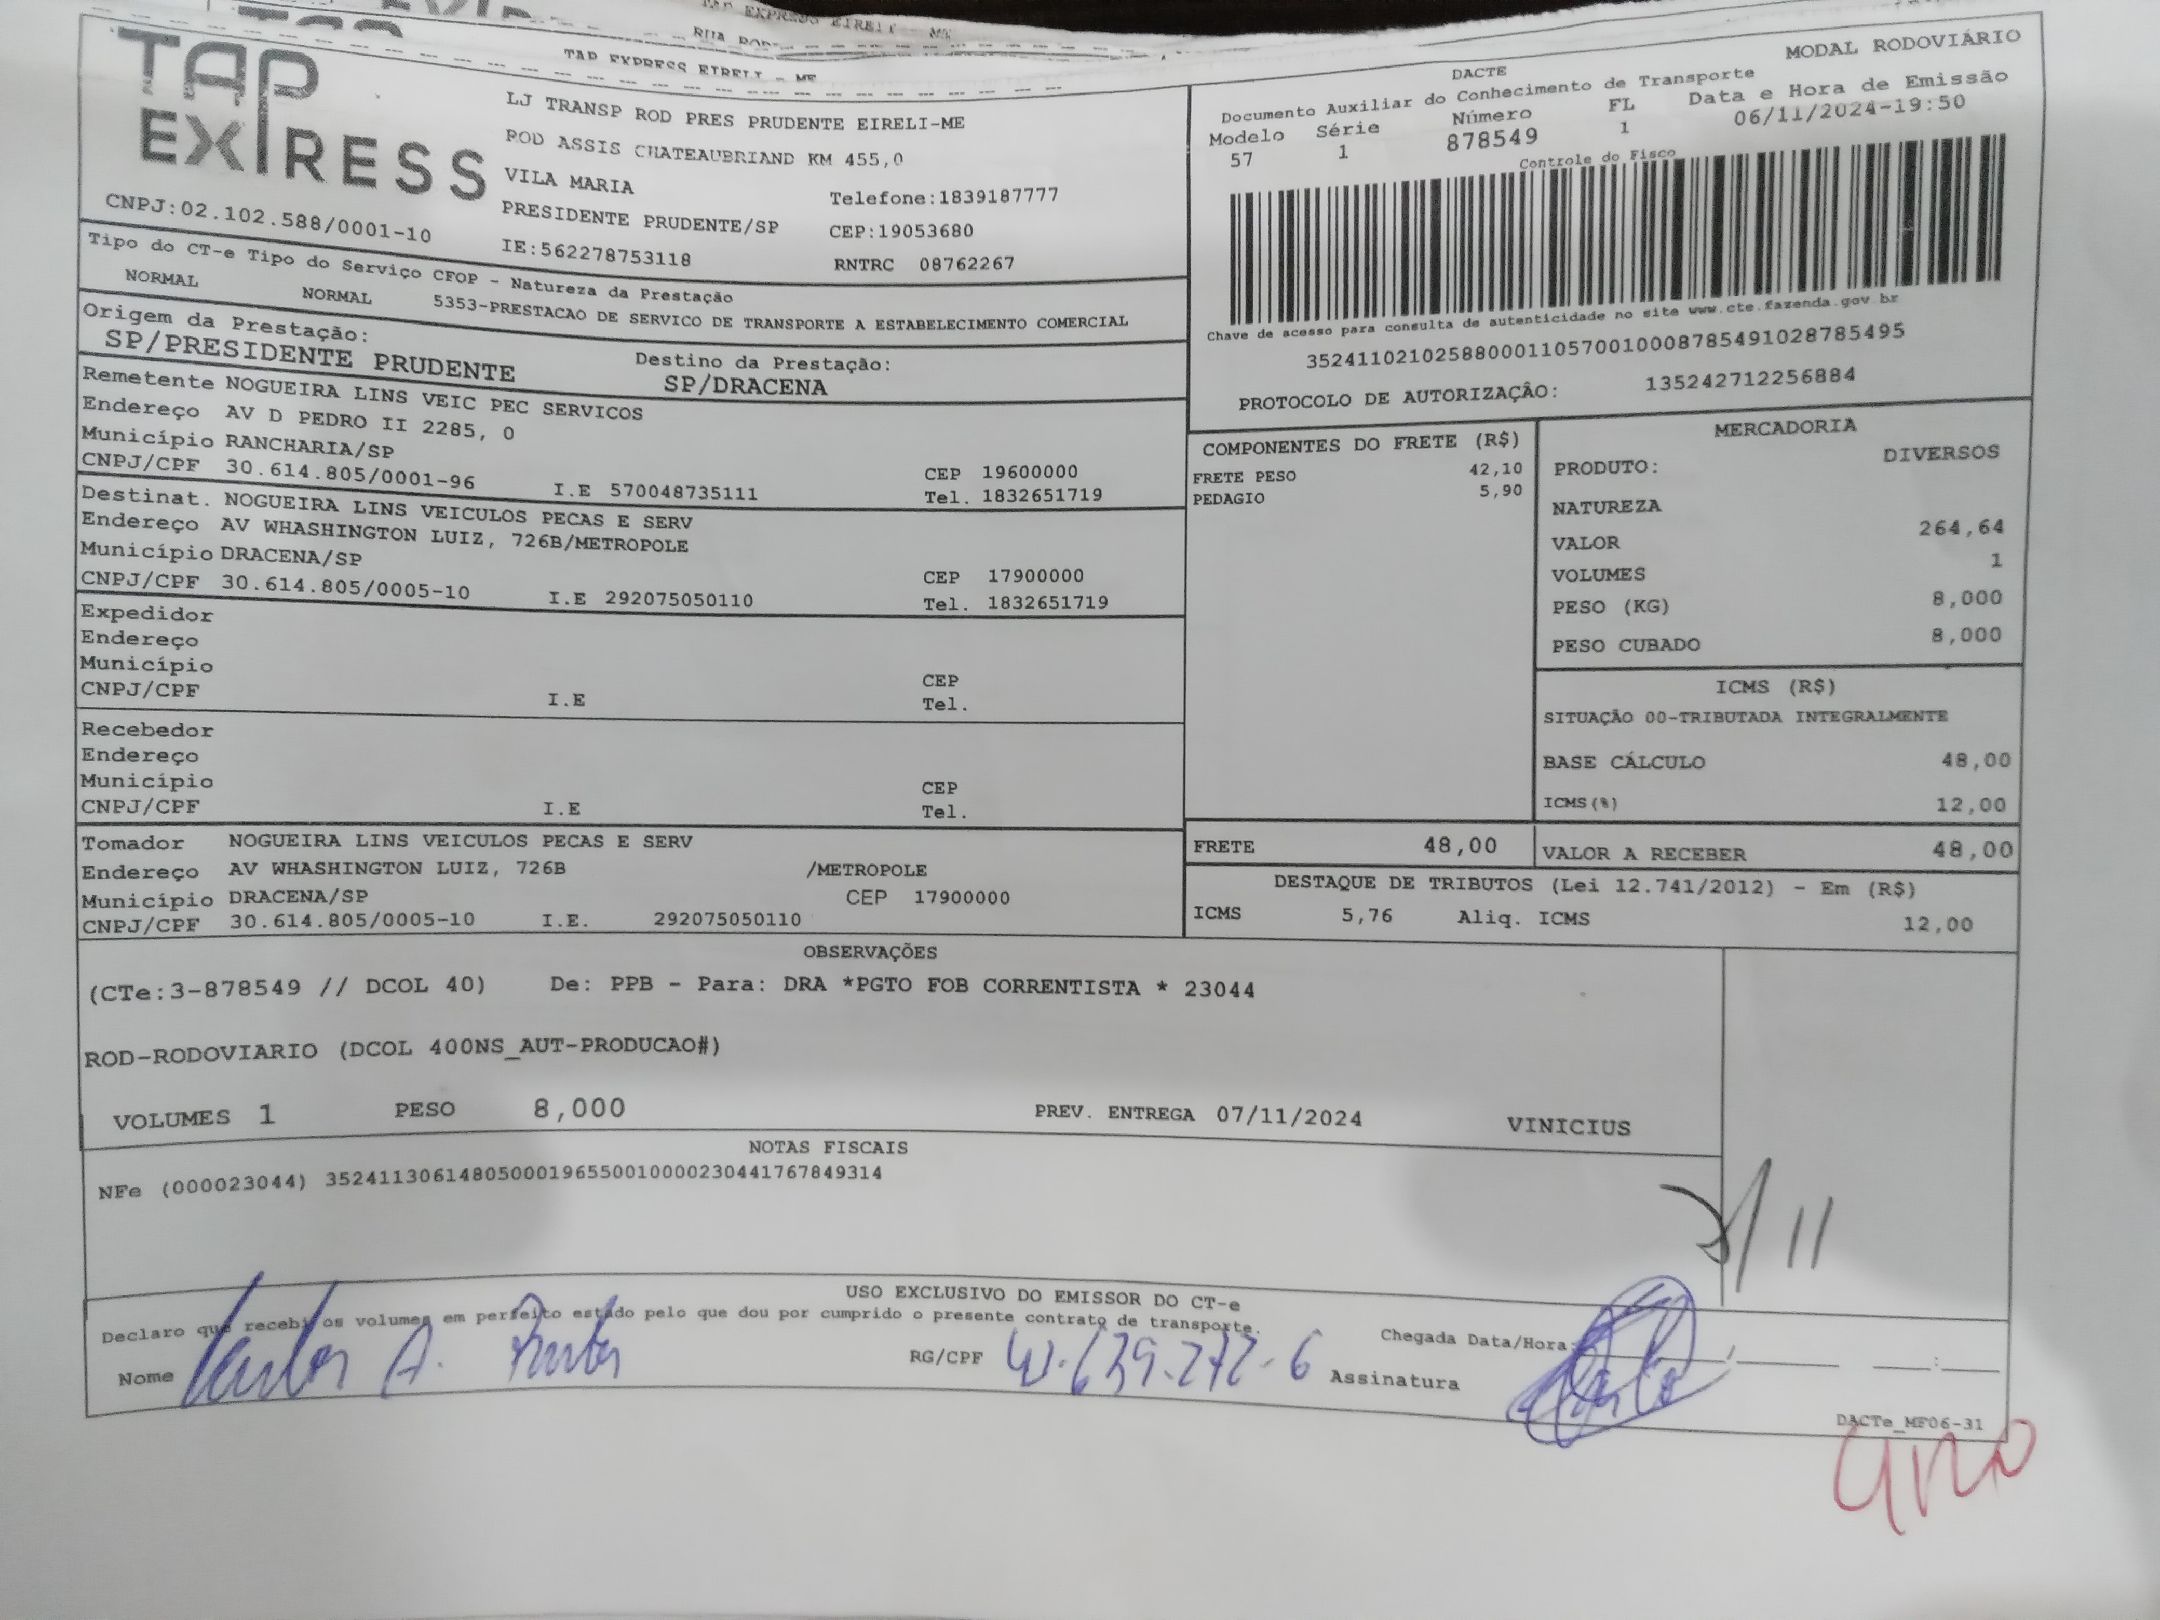 TAP EXPRESS EIRELI - ME
TAP EXPRESS EIRELI - ME
TAP EXPRESS
CNPJ:02.102.588/0001-10
LJ TRANSP ROD PRES PRUDENTE EIRELI-ME
ROD ASSIS CHATEAUBRIAND KM 455,0
VILA MARIA
Telefone:1839187777
PRESIDENTE PRUDENTE/SP CEP:19053680
IE:562278753118 RNTRC 08762267
DACTE MODAL RODOVIÁRIO
Documento Auxiliar do Conhecimento de Transporte
Modelo Série Número FL Data e Hora de Emissão
57 1 878549 1 06/11/2024-19:50
Controle do Fisco
Chave de acesso para consulta de autenticidade no site www.cte.fazenda.gov.br
35241102102588000110570010008785491028785495
PROTOCOLO DE AUTORIZAÇÂO: 135242712256884
Tipo do CT-e Tipo do Serviço CFOP - Natureza da Prestação
NORMAL NORMAL 5353-PRESTACAO DE SERVICO DE TRANSPORTE A ESTABELECIMENTO COMERCIAL
Origem da Prestação: Destino da Prestação:
SP/PRESIDENTE PRUDENTE SP/DRACENA
Remetente NOGUEIRA LINS VEIC PEC SERVICOS
Endereço AV D PEDRO II 2285, 0
Município RANCHARIA/SP CEP 19600000
CNPJ/CPF 30.614.805/0001-96 I.E 570048735111 Tel. 1832651719
Destinat. NOGUEIRA LINS VEICULOS PECAS E SERV
Endereço AV WHASHINGTON LUIZ, 726B/METROPOLE
Município DRACENA/SP CEP 17900000
CNPJ/CPF 30.614.805/0005-10 I.E 292075050110 Tel. 1832651719
Expedidor
Endereço
Município CEP
CNPJ/CPF I.E Tel.
Recebedor
Endereço
Município CEP
CNPJ/CPF I.E Tel.
Tomador NOGUEIRA LINS VEICULOS PECAS E SERV
Endereço AV WHASHINGTON LUIZ, 726B /METROPOLE
Município DRACENA/SP CEP 17900000
CNPJ/CPF 30.614.805/0005-10 I.E. 292075050110
COMPONENTES DO FRETE (R$)
FRETE PESO 42,10
PEDAGIO 5,90
MERCADORIA
PRODUTO: DIVERSOS
NATUREZA
VALOR 264,64
VOLUMES 1
PESO (KG) 8,000
PESO CUBADO 8,000
ICMS (R$)
SITUAÇÃO 00-TRIBUTADA INTEGRALMENTE
BASE CÁLCULO 48,00
ICMS(%) 12,00
FRETE 48,00 VALOR A RECEBER 48,00
DESTAQUE DE TRIBUTOS (Lei 12.741/2012) - Em (R$)
ICMS 5,76 Aliq. ICMS 12,00
OBSERVAÇÕES
(CTe:3-878549 // DCOL 40) De: PPB - Para: DRA *PGTO FOB CORRENTISTA * 23044
ROD-RODOVIARIO (DCOL 400NS_AUT-PRODUCAO#)
VOLUMES 1 PESO 8,000 PREV. ENTREGA 07/11/2024 VINICIUS
NOTAS FISCAIS
NFe (000023044) 35241130614805000196550010000230441767849314
7/11
USO EXCLUSIVO DO EMISSOR DO CT-e
Declaro que recebi os volumes em perfeito estado pelo que dou por cumprido o presente contrato de transporte.
Nome Carlos A. RG/CPF Assinatura
Chegada Data/Hora:
DACTe_MF06-31